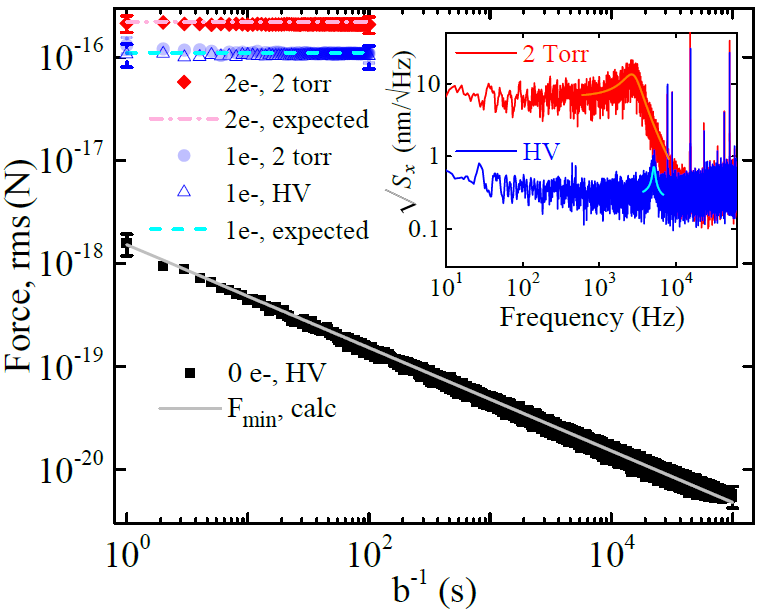 10⁻¹⁶
10⁻¹⁷
10⁻¹⁸
10⁻¹⁹
10⁻²⁰
Force, rms (N)
2e-, 2 torr
2e-, expected
1e-, 2 torr
1e-, HV
1e-, expected
0 e-, HV
F_min, calc
10⁰
10²
10⁴
b⁻¹ (s)
2 Torr
HV
10
1
0.1
√Sₓ (nm/√Hz)
10¹
10²
10³
10⁴
Frequency (Hz)